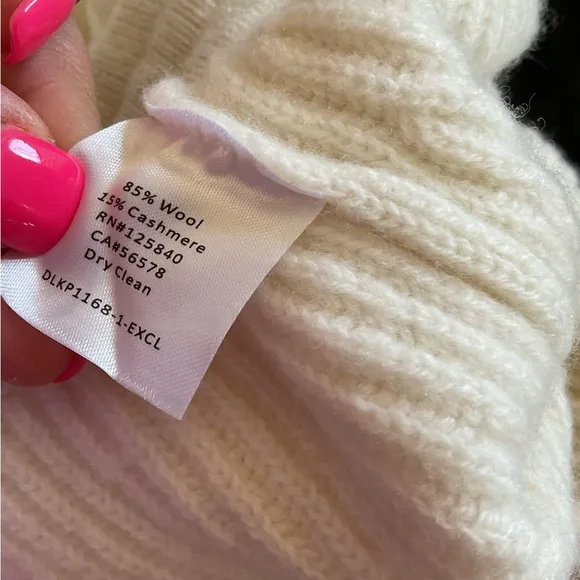 85% Wool
15% Cashmere
RN#125840
CA#56578
Dry Clean
DLKP1168-1-EXCL